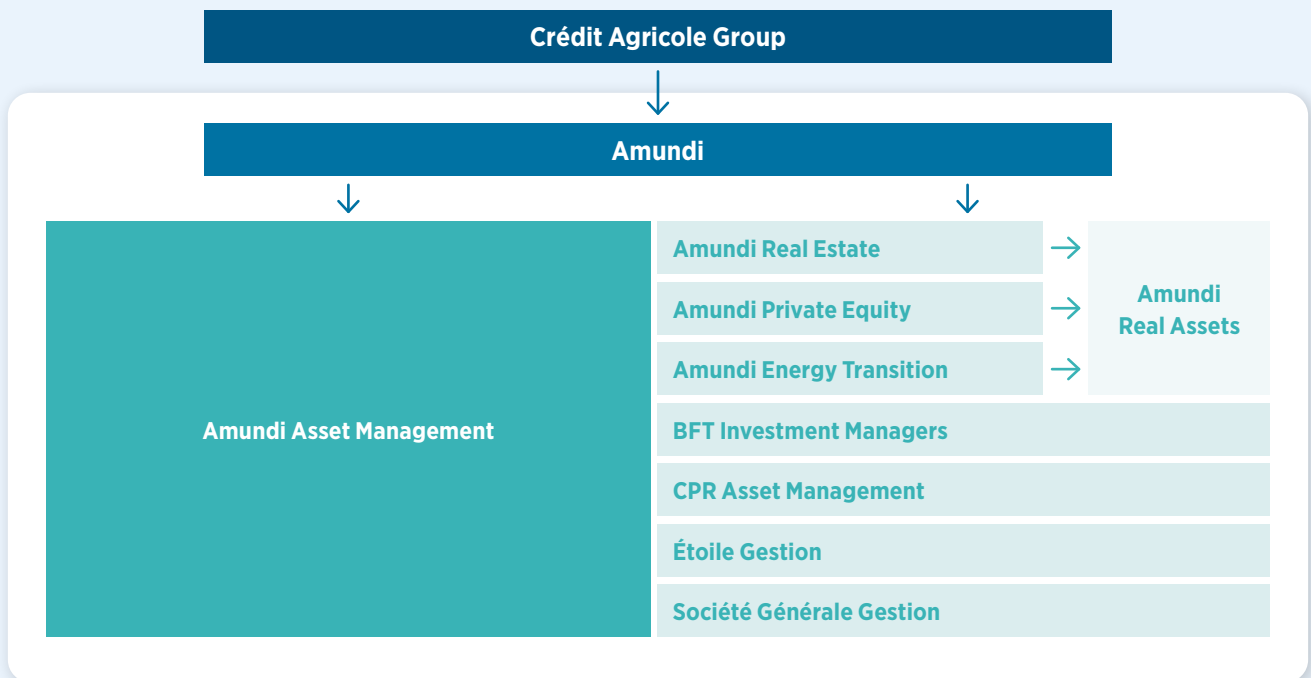 Crédit Agricole Group
Amundi
Amundi Asset Management
Amundi Real Estate
Amundi Private Equity
Amundi Energy Transition
Amundi
Real Assets
BFT Investment Managers
CPR Asset Management
Étoile Gestion
Société Générale Gestion